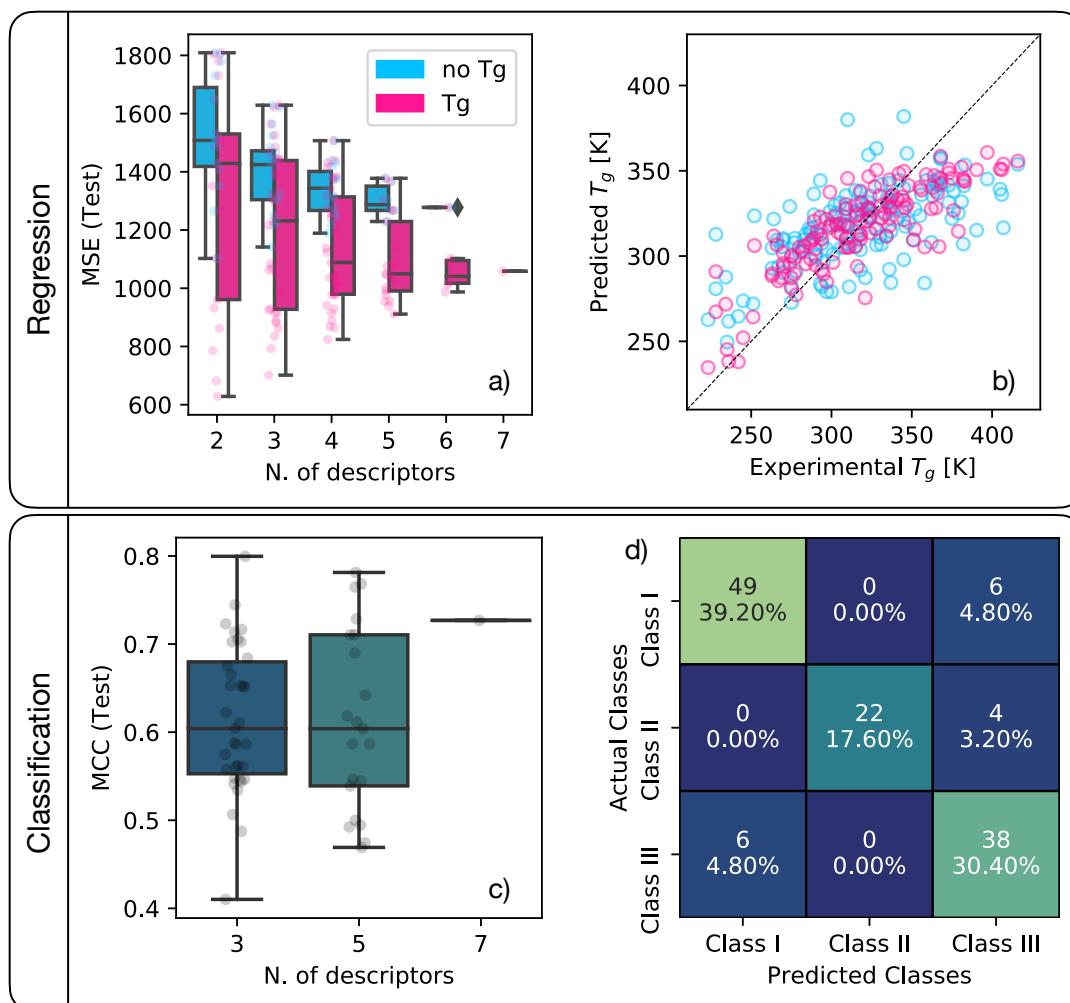 Regression
MSE (Test)
1800
1600
1400
1200
1000
800
600
no Tg
Tg
a)
2 3 4 5 6 7
N. of descriptors
Predicted Tg [K]
400
350
300
250
b)
250 300 350 400
Experimental Tg [K]
Classification
MCC (Test)
0.8
0.7
0.6
0.5
0.4
c)
3 5 7
N. of descriptors
d)
Actual Classes
Class I
Class II
Class III
49 0 6
39.20% 0.00% 4.80%
0 22 4
0.00% 17.60% 3.20%
6 0 38
4.80% 0.00% 30.40%
Class I Class II Class III
Predicted Classes